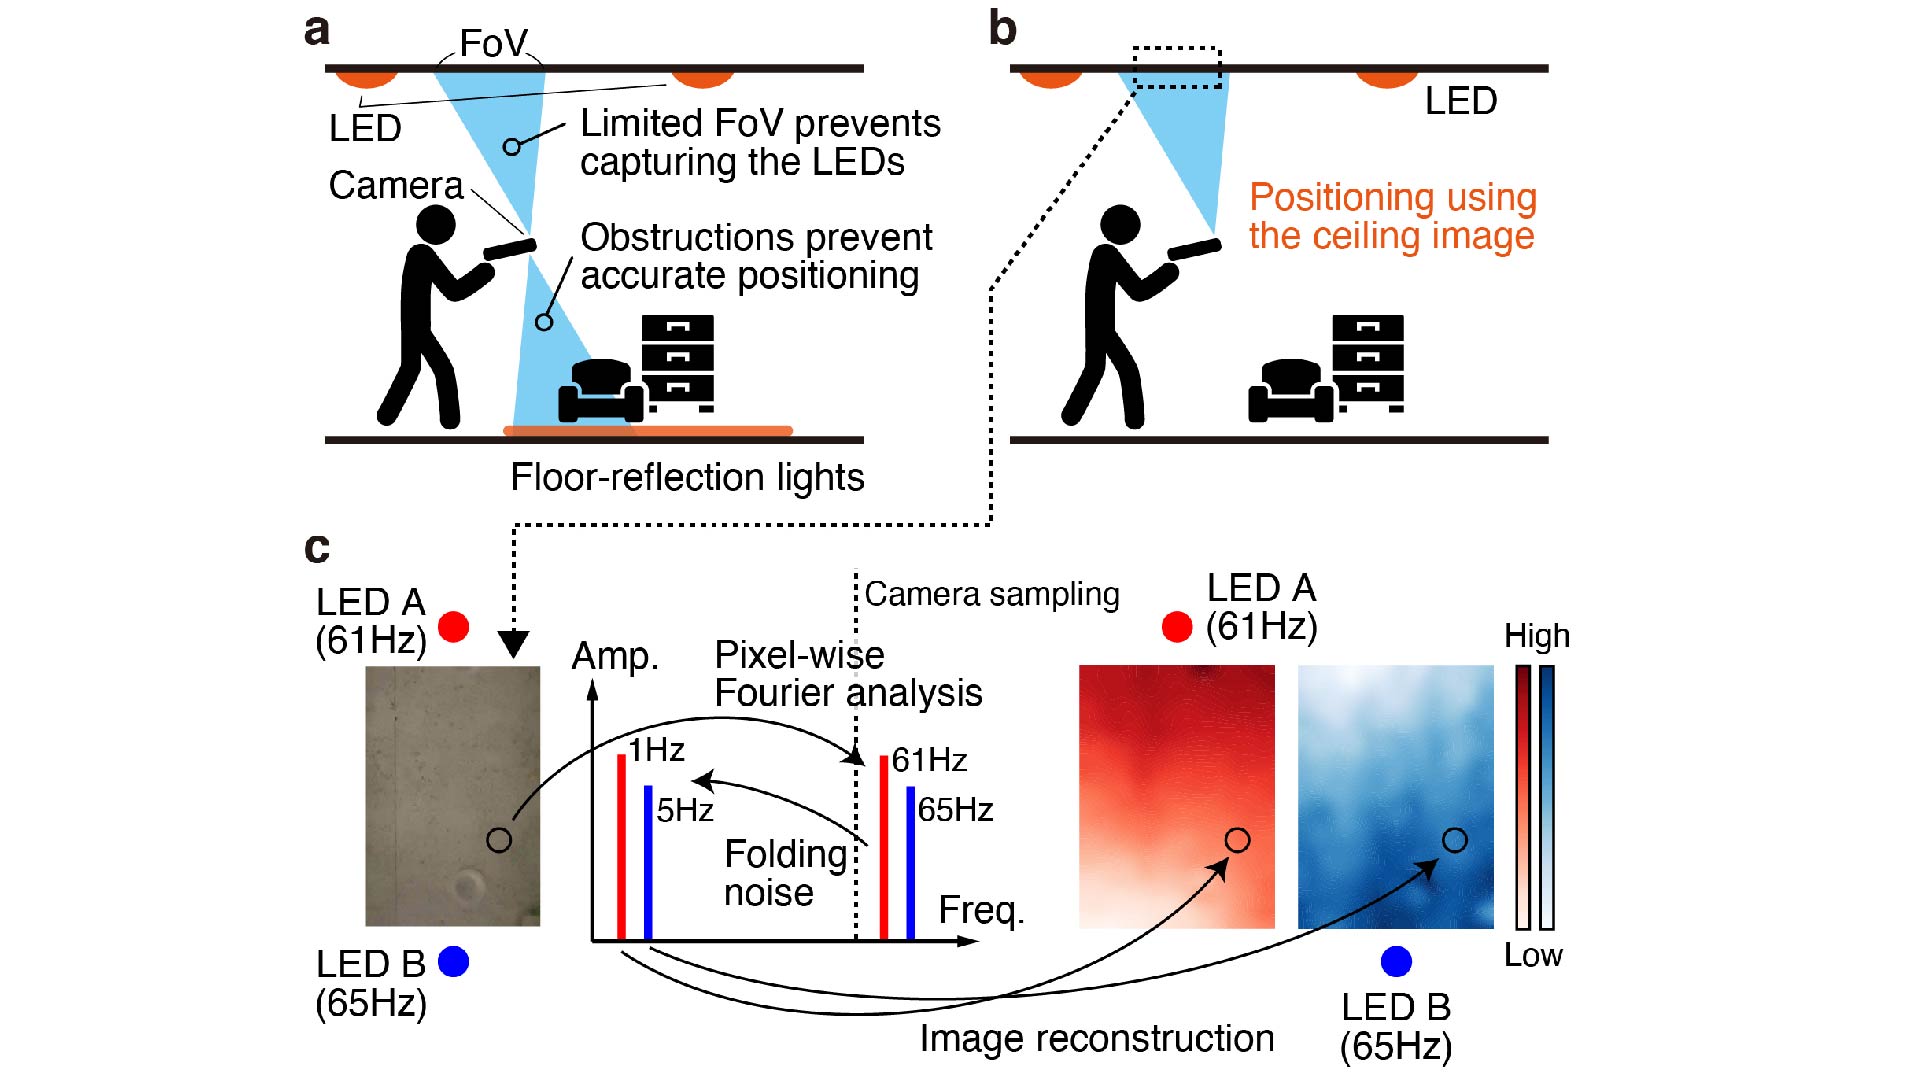 a
FoV
LED
Limited FoV prevents
capturing the LEDs
Camera
Obstructions prevent
accurate positioning
Floor-reflection lights
b
LED
Positioning using
the ceiling image
c
LED A
(61Hz)
LED B
(65Hz)
Amp.
Pixel-wise
Fourier analysis
Camera sampling
1Hz
5Hz
61Hz
65Hz
Folding
noise
Freq.
LED A
(61Hz)
High
Low
LED B
(65Hz)
Image reconstruction